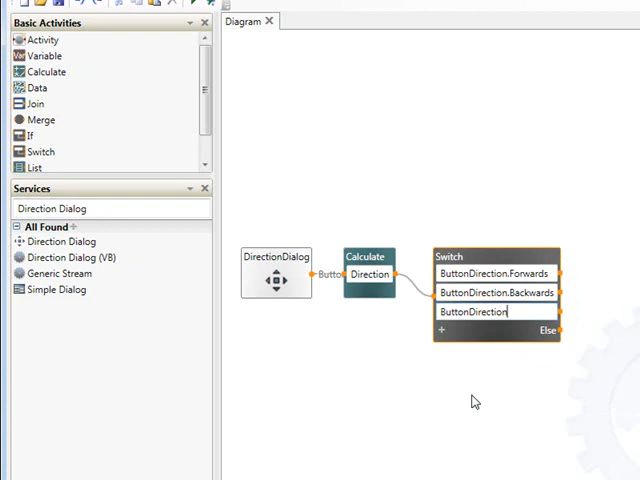 Basic Activities
Activity
Variable
Calculate
Data
Join
Merge
If
Switch
List
Services
Direction Dialog
All Found
Direction Dialog
Direction Dialog (VB)
Generic Stream
Simple Dialog
Diagram
DirectionDialog
Butto
Calculate
Direction
Switch
ButtonDirection.Forwards
ButtonDirection.Backwards
ButtonDirection
Else